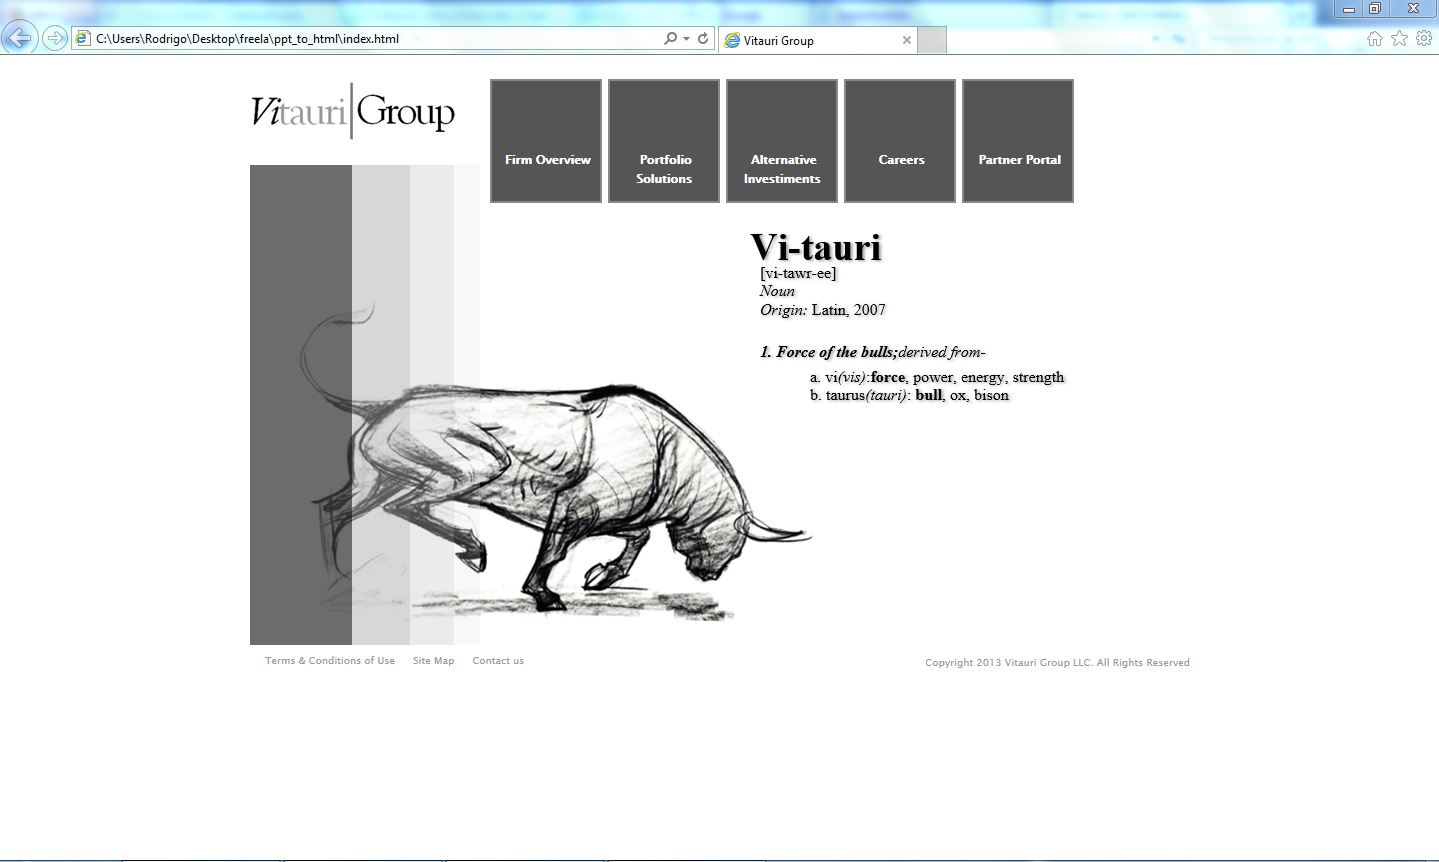 C:\Users\Rodrigo\Desktop\freela\ppt_to_html\index.html
Vitauri Group
Vitauri Group
Firm Overview
Portfolio
Solutions
Alternative
Investiments
Careers
Partner Portal
Vi-tauri
[vi-tawr-ee]
Noun
Origin: Latin, 2007
1. Force of the bulls;derived from-
a. vi(vis):force, power, energy, strength
b. taurus(tauri): bull, ox, bison
Terms & Conditions of Use Site Map Contact us
Copyright 2013 Vitauri Group LLC. All Rights Reserved